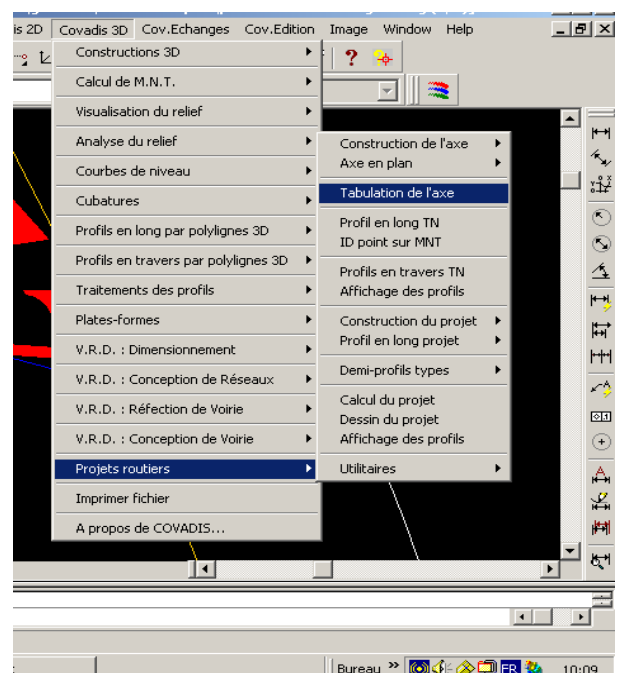 is 2D Covadis 3D Cov.Echanges Cov.Edition Image Window Help
Constructions 3D
Calcul de M.N.T.
Visualisation du relief
Analyse du relief
Courbes de niveau
Cubatures
Profils en long par polylignes 3D
Profils en travers par polylignes 3D
Traitements des profils
Plates-formes
V.R.D. : Dimensionnement
V.R.D. : Conception de Réseaux
V.R.D. : Réfection de Voirie
V.R.D. : Conception de Voirie
Projets routiers
Imprimer fichier
A propos de COVADIS...
Construction de l'axe
Axe en plan
Tabulation de l'axe
Profil en long TN
ID point sur MNT
Profils en travers TN
Affichage des profils
Construction du projet
Profil en long projet
Demi-profils types
Calcul du projet
Dessin du projet
Affichage des profils
Utilitaires
Bureau » FR 10:09